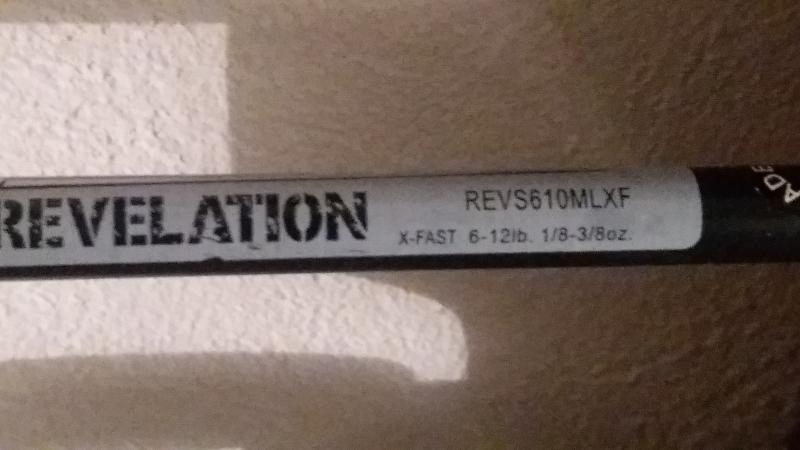 REVELATION
REVS610MLXF
X-FAST 6-12lb. 1/8-3/8oz.